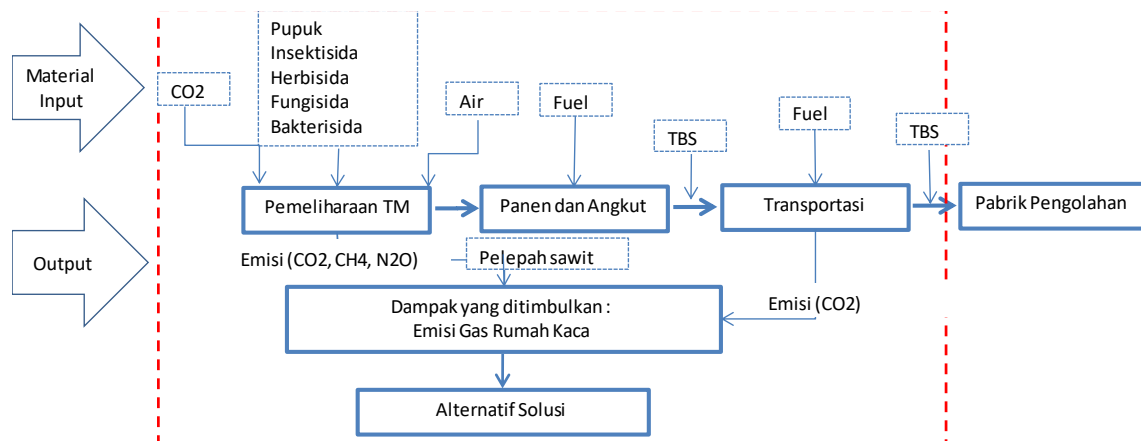 Material
Input
CO2
Pupuk
Insektisida
Herbisida
Fungisida
Bakterisida
Air
Fuel
TBS
Fuel
TBS
Pemeliharaan TM
Panen dan Angkut
Transportasi
Pabrik Pengolahan
Output
Emisi (CO2, CH4, N2O)
Pelepah sawit
Dampak yang ditimbulkan :
Emisi Gas Rumah Kaca
Emisi (CO2)
Alternatif Solusi